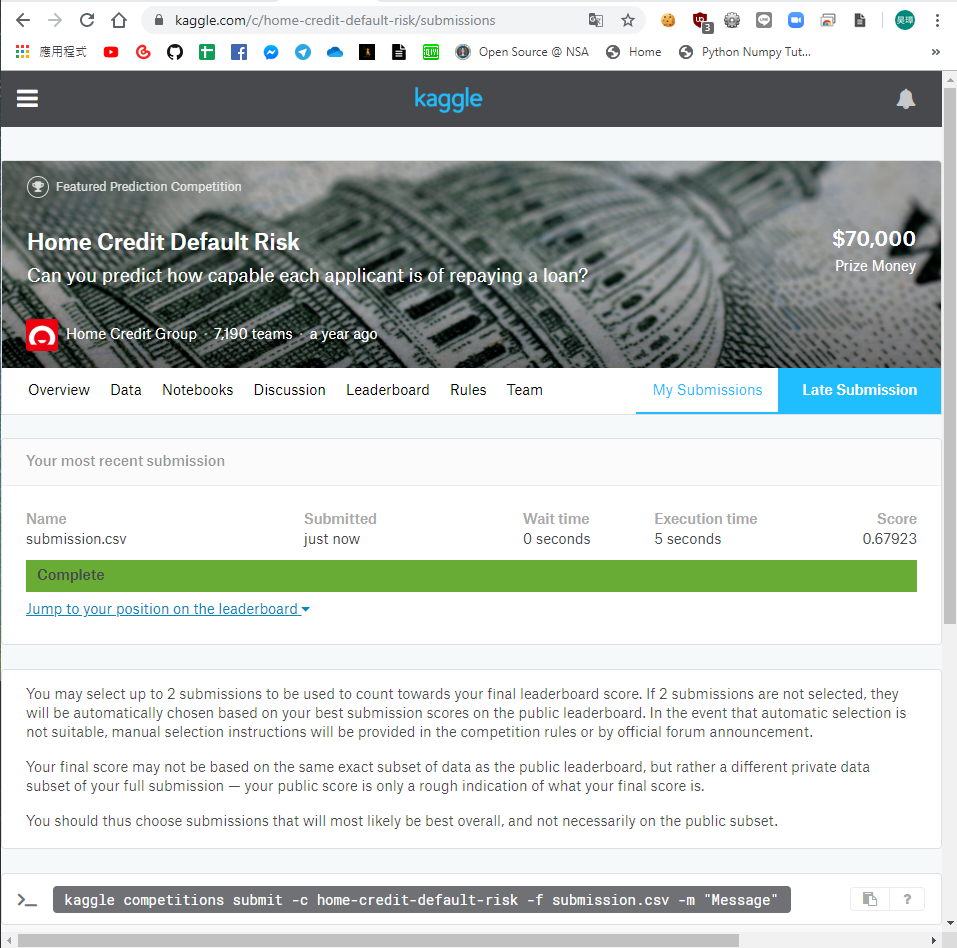 kaggle.com/c/home-credit-default-risk/submissions
3
應用程式
Open Source @ NSA
Home
Python Numpy Tut...
»
kaggle
Featured Prediction Competition
Home Credit Default Risk
$70,000
Can you predict how capable each applicant is of repaying a loan?
Prize Money
Home Credit Group · 7,190 teams · a year ago
Overview Data Notebooks Discussion Leaderboard Rules Team My Submissions Late Submission
Your most recent submission
Name Submitted Wait time Execution time Score
submission.csv just now 0 seconds 5 seconds 0.67923
Complete
Jump to your position on the leaderboard
You may select up to 2 submissions to be used to count towards your final leaderboard score. If 2 submissions are not selected, they
will be automatically chosen based on your best submission scores on the public leaderboard. In the event that automatic selection is
not suitable, manual selection instructions will be provided in the competition rules or by official forum announcement.
Your final score may not be based on the same exact subset of data as the public leaderboard, but rather a different private data
subset of your full submission — your public score is only a rough indication of what your final score is.
You should thus choose submissions that will most likely be best overall, and not necessarily on the public subset.
>_ kaggle competitions submit -c home-credit-default-risk -f submission.csv -m "Message" ?